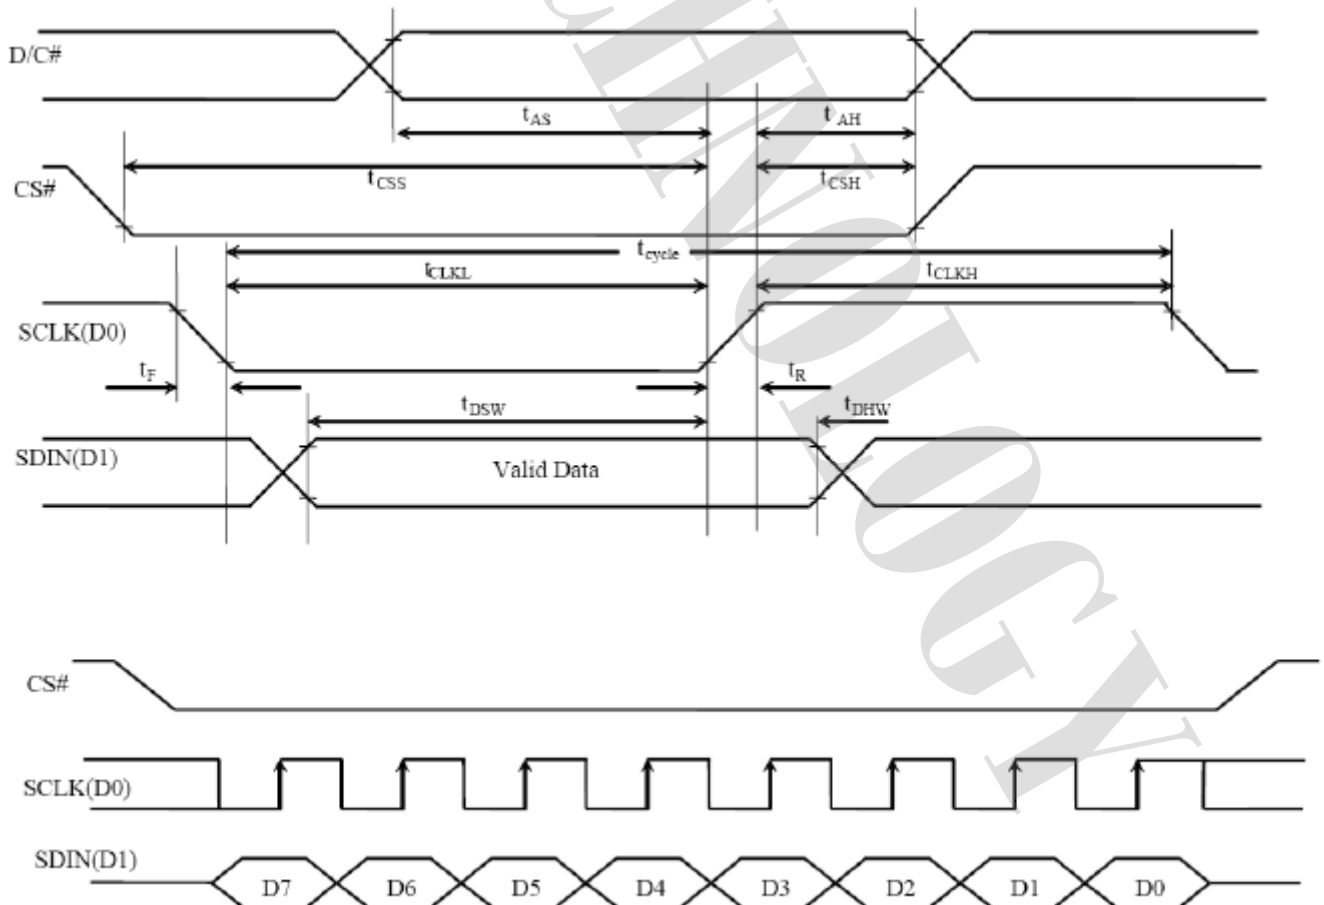 D/C#
tAS
tAH
CS#
tCSS
tCSH
tcycle
tCLKL
tCLKH
SCLK(D0)
tF
tR
tDSW
tDHW
SDIN(D1)
Valid Data
CS#
SCLK(D0)
SDIN(D1)
D7 D6 D5 D4 D3 D2 D1 D0
HNOLOGY